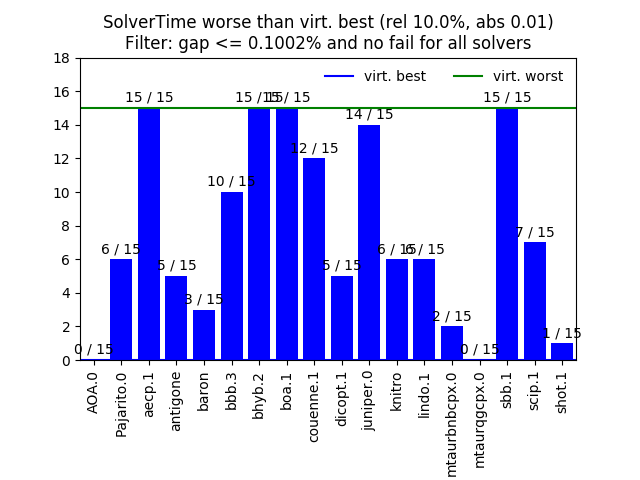 SolverTime worse than virt. best (rel 10.0%, abs 0.01)
Filter: gap <= 0.1002% and no fail for all solvers
virt. best
virt. worst
18
16
14
12
10
8
6
4
2
0
0 / 15
6 / 15
15 / 15
5 / 15
3 / 15
10 / 15
15 / 15
15 / 15
12 / 15
5 / 15
14 / 15
6 / 15
6 / 15
2 / 15
0 / 15
15 / 15
7 / 15
1 / 15
AOA.0
Pajarito.0
aecp.1
antigone
baron
bbb.3
bhyb.2
boa.1
couenne.1
dicopt.1
juniper.0
knitro
lindo.1
mtaurbnbcpx.0
mtaurqgcpx.0
sbb.1
scip.1
shot.1